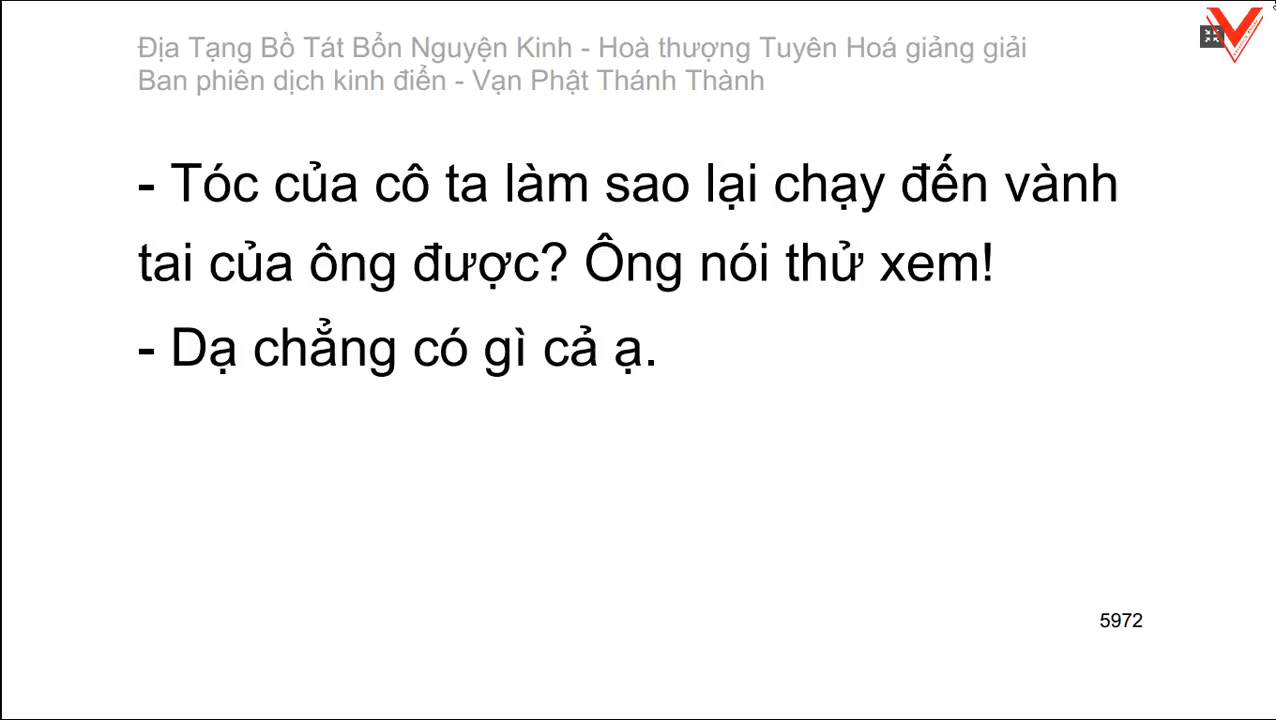 Địa Tạng Bồ Tát Bổn Nguyện Kinh - Hoà thượng Tuyên Hoá giảng giải
Ban phiên dịch kinh điển - Vạn Phật Thánh Thành
- Tóc của cô ta làm sao lại chạy đến vành
tai của ông được? Ông nói thử xem!
- Dạ chẳng có gì cả ạ.
5972